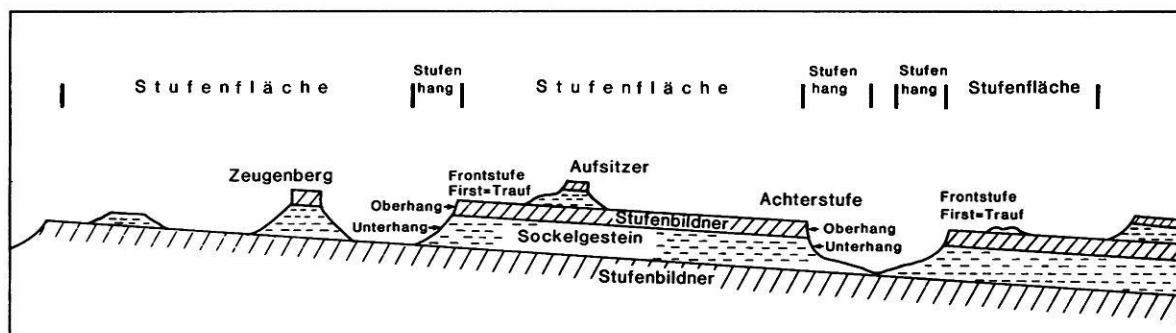 Stufen
hang
Stufen
hang
Stufen
hang
Stufenfläche
Stufenfläche
Stufenfläche
Zeugenberg
Frontstufe
First=Trauf
Aufsitzer
Achterstufe
Frontstufe
First=Trauf
Oberhang
Stufenbildner
Oberhang
Unterhang
Sockelgestein
Unterhang
Stufenbildner